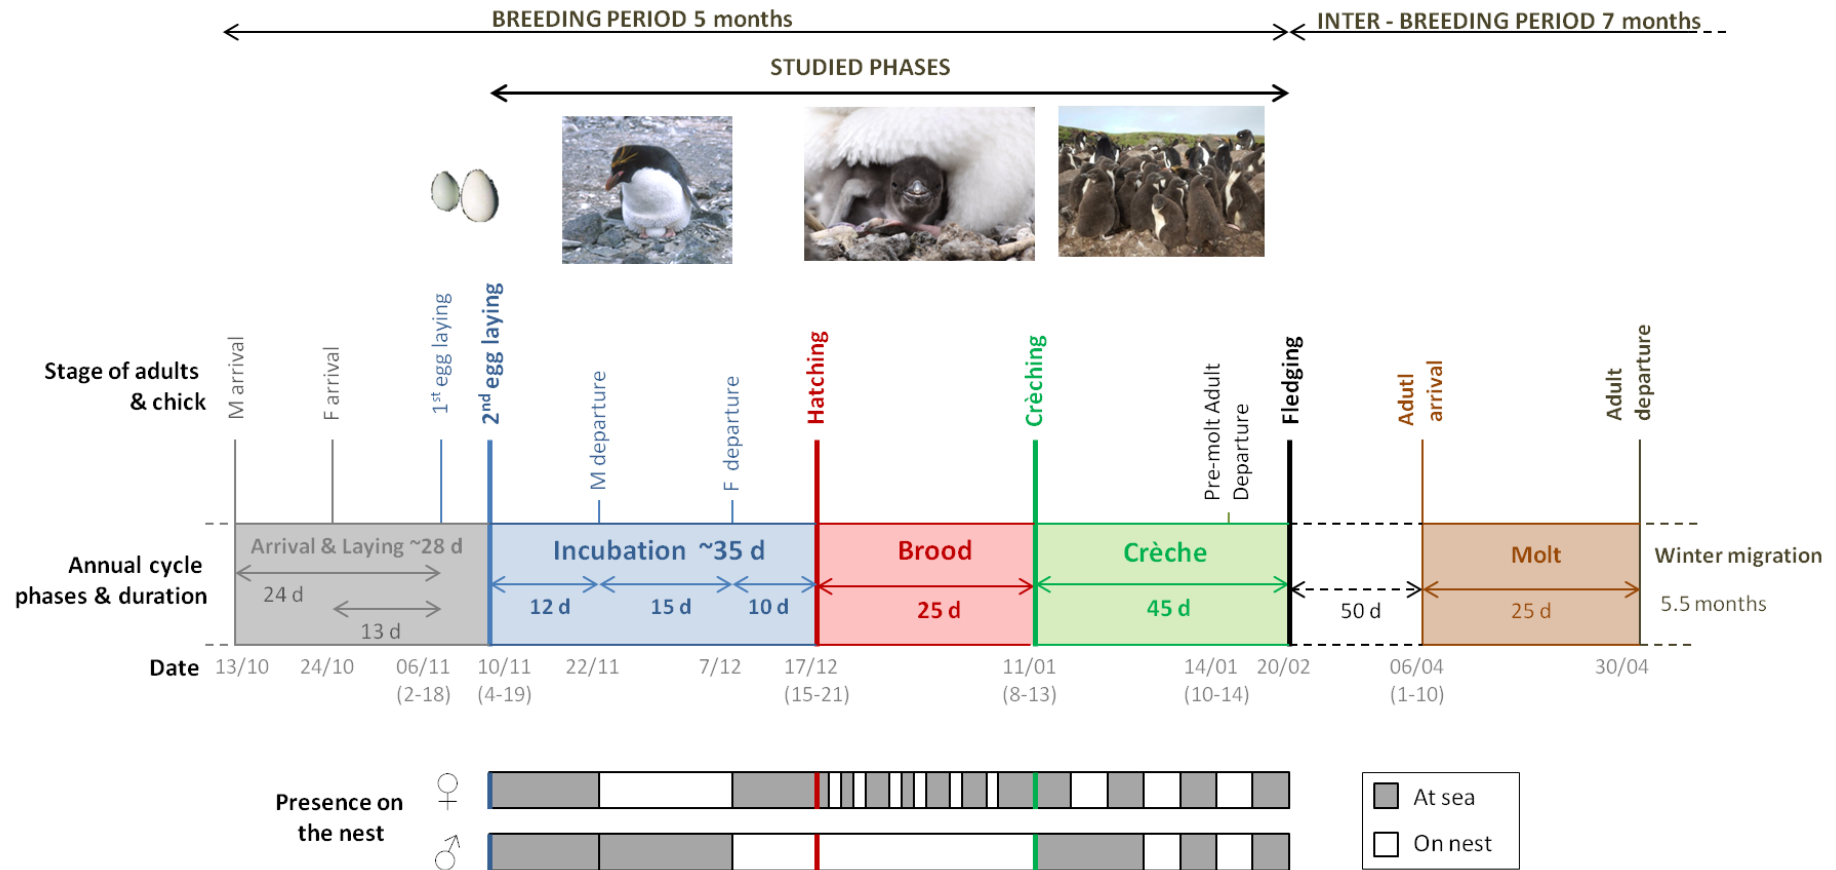 BREEDING PERIOD 5 months
INTER - BREEDING PERIOD 7 months
STUDIED PHASES
Stage of adults
& chick
M arrival
F arrival
1st egg laying
2nd egg laying
M departure
F departure
Hatching
Crèching
Pre-molt Adult
Departure
Fledging
Adutl
arrival
Adult
departure
Annual cycle
phases & duration
Arrival & Laying ~28 d
24 d
13 d
Incubation ~35 d
12 d
15 d
10 d
Brood
25 d
Crèche
45 d
50 d
Molt
25 d
Winter migration
5.5 months
Date
13/10
24/10
06/11
(2-18)
10/11
(4-19)
22/11
7/12
17/12
(15-21)
11/01
(8-13)
14/01
(10-14)
20/02
06/04
(1-10)
30/04
Presence on
the nest
♀
♂
At sea
On nest